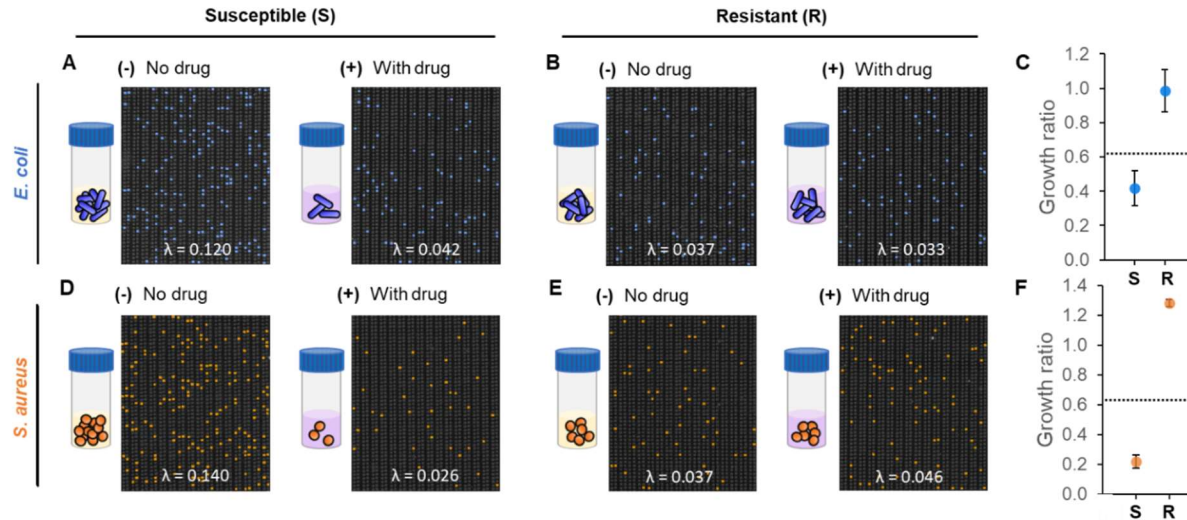 Susceptible (S)
Resistant (R)
A
(-) No drug
(+) With drug
B
(-) No drug
(+) With drug
C
E. coli
λ = 0.120
λ = 0.042
λ = 0.037
λ = 0.033
Growth ratio
1.2
1.0
0.8
0.6
0.4
0.2
0.0
S
R
D
(-) No drug
(+) With drug
E
(-) No drug
(+) With drug
F
S. aureus
λ = 0.140
λ = 0.026
λ = 0.037
λ = 0.046
Growth ratio
1.4
1.2
1.0
0.8
0.6
0.4
0.2
0.0
S
R